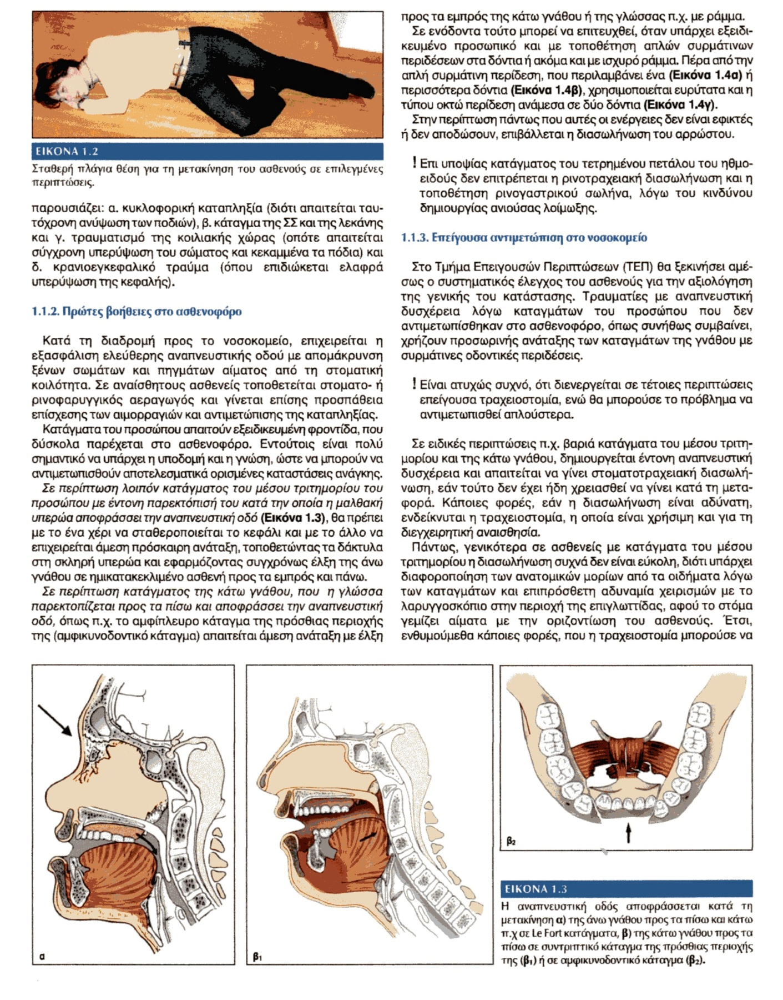 ΕΙΚΟΝΑ 1.2
Σταθερή πλάγια θέση για τη μετακίνηση του ασθενούς σε επιλεγμένες
περιπτώσεις.
παρουσιάζει: α. κυκλοφορική καταπληξία (διότι απαιτείται ταυ-
τόχρονη ανύψωση των ποδιών), β. κάταγμα της ΣΣ και της λεκάνης
και γ. τραυματισμό της κοιλιακής χώρας (οπότε απαιτείται
σύγχρονη υπερύψωση του σώματος και κεκαμμένα τα πόδια) και
δ. κρανιοεγκεφαλικό τραύμα (όπου επιδιώκεται ελαφρά
υπερύψωση της κεφαλής).
1.1.2. Πρώτες βοήθειες στο ασθενοφόρο
Κατά τη διαδρομή προς το νοσοκομείο, επιχειρείται η
εξασφάλιση ελεύθερης αναπνευστικής οδού με απομάκρυνση
ξένων σωμάτων και πηγμάτων αίματος από τη στοματική
κοιλότητα. Σε αναίσθητους ασθενείς τοποθετείται στοματο- ή
ρινοφαρυγγικός αεραγωγός και γίνεται επίσης προσπάθεια
επίσχεσης των αιμορραγιών και αντιμετώπισης της καταπληξίας.
Κατάγματα του προσώπου απαιτούν εξειδικευμένη φροντίδα, που
δύσκολα παρέχεται στο ασθενοφόρο. Εντούτοις είναι πολύ
σημαντικό να υπάρχει η υποδομή και η γνώση, ώστε να μπορούν να
αντιμετωπισθούν αποτελεσματικά ορισμένες καταστάσεις ανάγκης.
Σε περίπτωση λοιπόν κατάγματος του μέσου τριτημορίου του
προσώπου με έντονη παρεκτόπισή του κατά την οποία η μαλθακή
υπερώα αποφράσσει την αναπνευστική οδό (Εικόνα 1.3), θα πρέπει
με το ένα χέρι να σταθεροποιείται το κεφάλι και με το άλλο να
επιχειρείται άμεση πρόσκαιρη ανάταξη, τοποθετώντας τα δάκτυλα
στη σκληρή υπερώα και εφαρμόζοντας συγχρόνως έλξη της άνω
γνάθου σε ημικατακεκλιμένο ασθενή προς τα εμπρός και πάνω.
Σε περίπτωση κατάγματος της κάτω γνάθου, που η γλώσσα
παρεκτοπίζεται προς τα πίσω και αποφράσσει την αναπνευστική
οδό, όπως π.χ. το αμφίπλευρο κάταγμα της πρόσθιας περιοχής
της (αμφικυνοδοντικό κάταγμα) απαιτείται άμεση ανάταξη με έλξη
προς τα εμπρός της κάτω γνάθου ή της γλώσσας π.χ. με ράμμα.
Σε ενόδοντα τούτο μπορεί να επιτευχθεί, όταν υπάρχει εξειδι-
κευμένο προσωπικό και με τοποθέτηση απλών συρμάτινων
περιδέσεων στα δόντια ή ακόμα και με ισχυρό ράμμα. Πέρα από την
απλή συρμάτινη περίδεση, που περιλαμβάνει ένα (Εικόνα 1.4α) ή
περισσότερα δόντια (Εικόνα 1.4β), χρησιμοποιείται ευρύτατα και η
τύπου οκτώ περίδεση ανάμεσα σε δύο δόντια (Εικόνα 1.4γ).
Στην περίπτωση πάντως που αυτές οι ενέργειες δεν είναι εφικτές
ή δεν αποδώσουν, επιβάλλεται η διασωλήνωση του αρρώστου.
! Επι υποψίας κατάγματος του τετρημένου πετάλου του ηθμο-
ειδούς δεν επιτρέπεται η ρινοτραχειακή διασωλήνωση και η
τοποθέτηση ρινογαστρικού σωλήνα, λόγω του κινδύνου
δημιουργίας ανιούσας λοίμωξης.
1.1.3. Επείγουσα αντιμετώπιση στο νοσοκομείο
Στο Τμήμα Επειγουσών Περιπτώσεων (ΤΕΠ) θα ξεκινήσει αμέ-
σως ο συστηματικός έλεγχος του ασθενούς για την αξιολόγηση
της γενικής του κατάστασης. Τραυματίες με αναπνευστική
δυσχέρεια λόγω καταγμάτων του προσώπου που δεν
αντιμετωπίσθηκαν στο ασθενοφόρο, όπως συνήθως συμβαίνει,
χρήζουν προσωρινής ανάταξης των καταγμάτων της γνάθου με
συρμάτινες οδοντικές περιδέσεις.
! Είναι ατυχώς συχνό, ότι διενεργείται σε τέτοιες περιπτώσεις
επείγουσα τραχειοστομία, ενώ θα μπορούσε το πρόβλημα να
αντιμετωπισθεί απλούστερα.
Σε ειδικές περιπτώσεις π.χ. βαριά κατάγματα του μέσου τριτη-
μορίου και της κάτω γνάθου, δημιουργείται έντονη αναπνευστική
δυσχέρεια και απαιτείται να γίνει στοματοτραχειακή διασωλή-
νωση, εάν τούτο δεν έχει ήδη χρειασθεί να γίνει κατά τη μετα-
φορά. Κάποιες φορές, εάν η διασωλήνωση είναι αδύνατη,
ενδείκνυται η τραχειοστομία, η οποία είναι χρήσιμη και για τη
διεγχειρητική αναισθησία.
Πάντως, γενικότερα σε ασθενείς με κατάγματα του μέσου
τριτημορίου η διασωλήνωση συχνά δεν είναι εύκολη, διότι υπάρχει
διαφοροποίηση των ανατομικών μορίων από τα οιδήματα λόγω
των καταγμάτων και επιπρόσθετη αδυναμία χειρισμών με το
λαρυγγοσκόπιο στην περιοχή της επιγλωττίδας, αφού το στόμα
γεμίζει αίματα με την οριζοντίωση του ασθενούς. Έτσι,
ενθυμούμεθα κάποιες φορές, που η τραχειοστομία μπορούσε να
α
β1
β2
ΕΙΚΟΝΑ 1.3
Η αναπνευστική οδός αποφράσσεται κατά τη
μετακίνηση α) της άνω γνάθου προς τα πίσω και κάτω
π.χ σε Le Fort κατάγματα, β) της κάτω γνάθου προς τα
πίσω σε συντριπτικό κάταγμα της πρόσθιας περιοχής
της (β1) ή σε αμφικυνοδοντικό κάταγμα (β2).